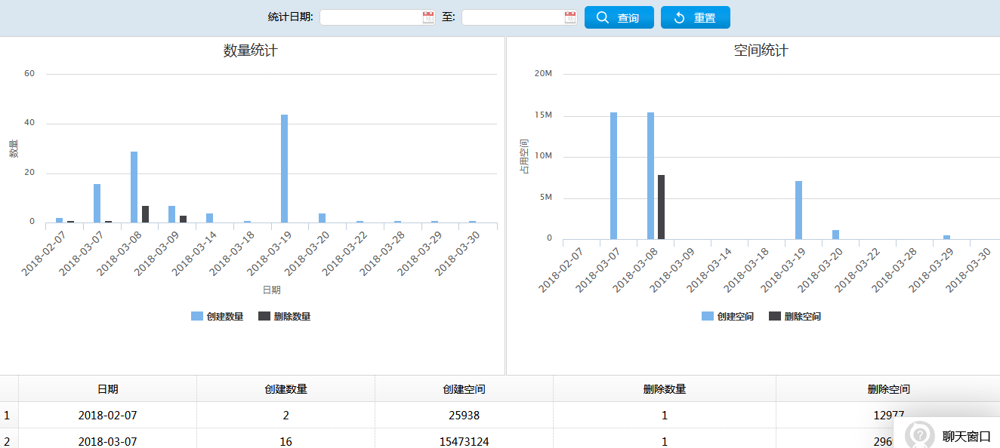 统计日期: 至: 查询 重置
数量统计
60
40
20
0
数量
2018-02-07 2018-03-07 2018-03-08 2018-03-09 2018-03-14 2018-03-18 2018-03-19 2018-03-20 2018-03-22 2018-03-28 2018-03-29 2018-03-30
日期
创建数量 删除数量
空间统计
20M
15M
10M
5M
0
占用空间
2018-02-07 2018-03-07 2018-03-08 2018-03-09 2018-03-14 2018-03-18 2018-03-19 2018-03-20 2018-03-22 2018-03-28 2018-03-29 2018-03-30
创建空间 删除空间
日期 创建数量 创建空间 删除数量 删除空间
1 2018-02-07 2 25938 1 12977
2 2018-03-07 16 15473124 1 296
聊天窗口